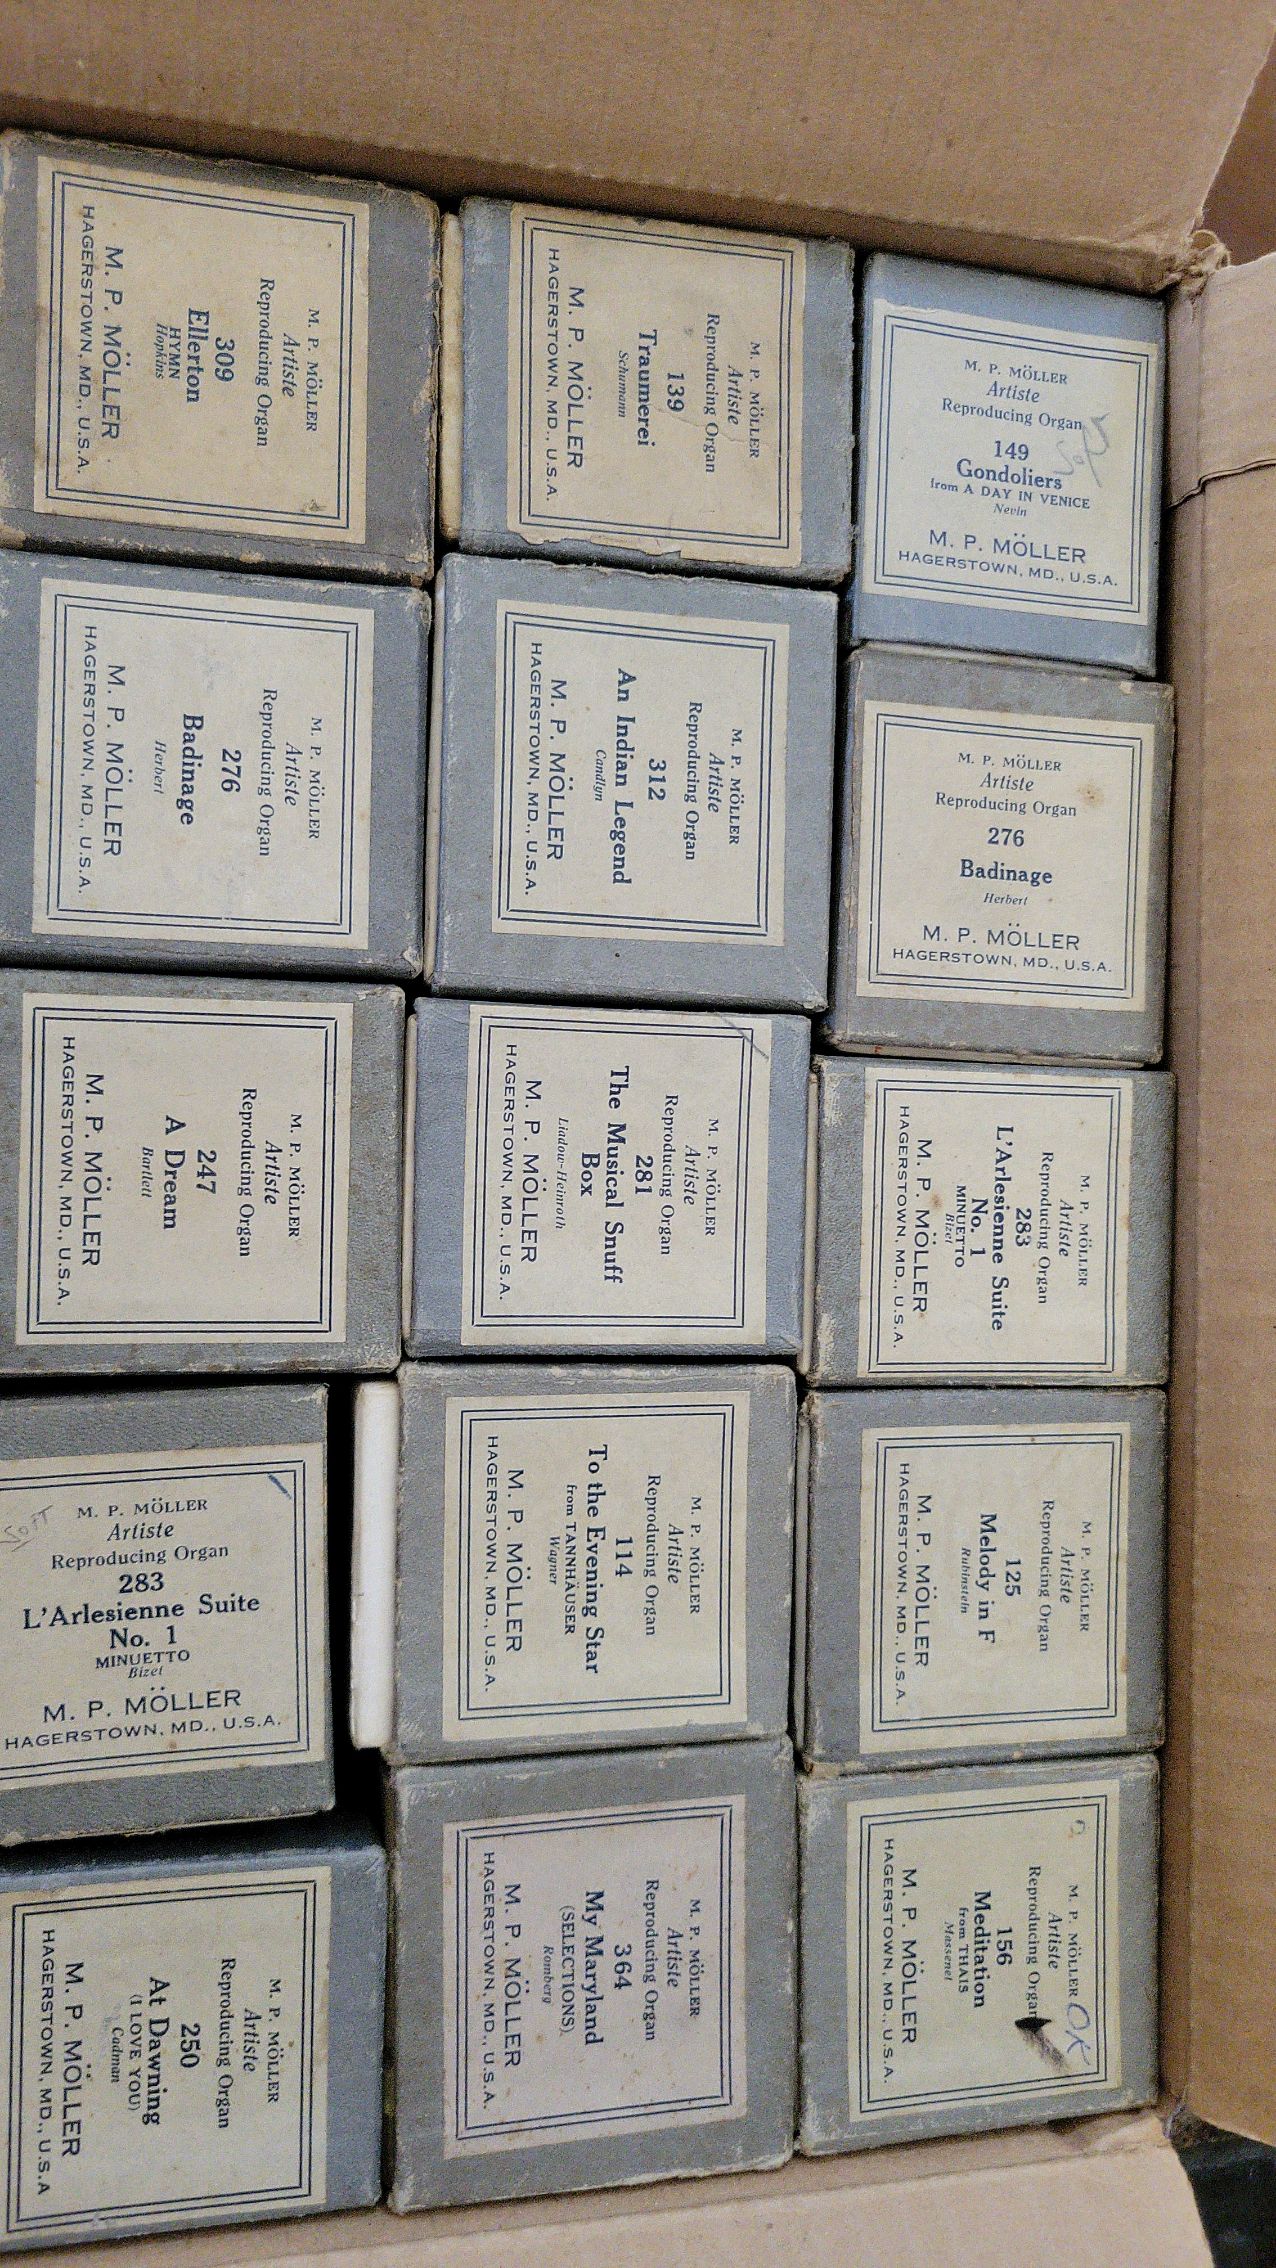 M. P. MÖLLER
Artiste
Reproducing Organ
309
Ellerton
HYMN
Hopkins
M. P. MÖLLER
HAGERSTOWN, MD., U.S.A.
M. P. MÖLLER
Artiste
Reproducing Organ
139
Traumerei
Schumann
M. P. MÖLLER
HAGERSTOWN, MD., U.S.A.
M. P. MÖLLER
Artiste
Reproducing Organ
149
Gondoliers
from A DAY IN VENICE
Nevin
M. P. MÖLLER
HAGERSTOWN, MD., U.S.A.
M. P. MÖLLER
Artiste
Reproducing Organ
276
Badinage
Herbert
M. P. MÖLLER
HAGERSTOWN, MD., U.S.A.
M. P. MÖLLER
Artiste
Reproducing Organ
312
An Indian Legend
Candlyn
M. P. MÖLLER
HAGERSTOWN, MD., U.S.A.
M. P. MÖLLER
Artiste
Reproducing Organ
276
Badinage
Herbert
M. P. MÖLLER
HAGERSTOWN, MD., U.S.A.
M. P. MÖLLER
Artiste
Reproducing Organ
247
A Dream
Bartlett
M. P. MÖLLER
HAGERSTOWN, MD., U.S.A.
M. P. MÖLLER
Artiste
Reproducing Organ
281
The Musical Snuff
Box
Liadow-Heinroth
M. P. MÖLLER
HAGERSTOWN, MD., U.S.A.
M. P. MÖLLER
Artiste
Reproducing Organ
283
L'Arlesienne Suite
No. 1
MINUETTO
Bizet
M. P. MÖLLER
HAGERSTOWN, MD., U.S.A.
SOFT
M. P. MÖLLER
Artiste
Reproducing Organ
283
L'Arlesienne Suite
No. 1
MINUETTO
Bizet
M. P. MÖLLER
HAGERSTOWN, MD., U.S.A.
M. P. MÖLLER
Artiste
Reproducing Organ
114
To the Evening Star
from TANNHÄUSER
Wagner
M. P. MÖLLER
HAGERSTOWN, MD., U.S.A.
M. P. MÖLLER
Artiste
Reproducing Organ
125
Melody in F
Rubinstein
M. P. MÖLLER
HAGERSTOWN, MD., U.S.A.
M. P. MÖLLER
Artiste
Reproducing Organ
250
At Dawning
(I LOVE YOU)
Cadman
M. P. MÖLLER
HAGERSTOWN, MD., U.S.A
M. P. MÖLLER
Artiste
Reproducing Organ
364
My Maryland
(SELECTIONS)
Romberg
M. P. MÖLLER
HAGERSTOWN, MD., U.S.A.
M. P. MÖLLER OK
Artiste
Reproducing Organ
156
Meditation
from THAIS
Massenet
M. P. MÖLLER
HAGERSTOWN, MD., U.S.A.